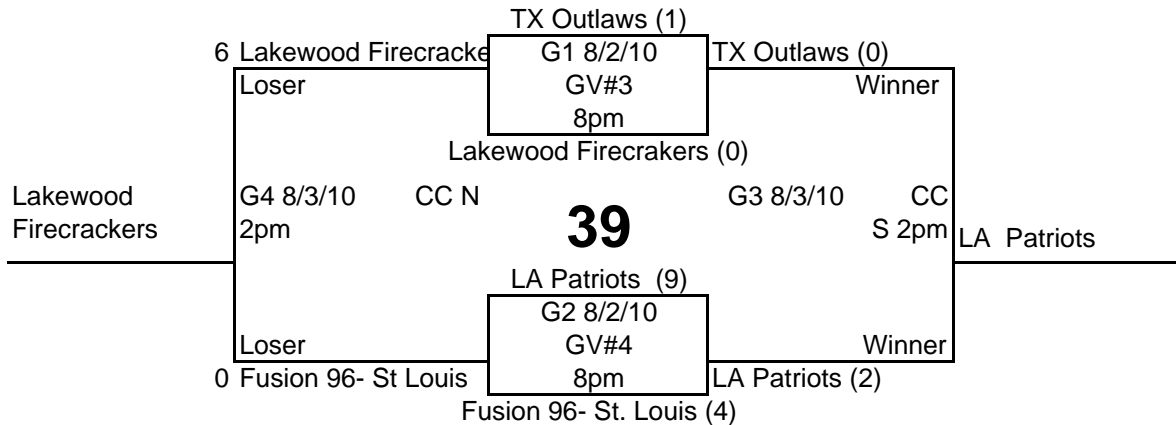 TX Outlaws (1)
6 Lakewood Firecracke
G1 8/2/10
TX Outlaws (0)
Loser
GV#3
Winner
8pm
Lakewood Firecrakers (0)
Lakewood
Firecrackers
G4 8/3/10 CC N
2pm
39
G3 8/3/10 CC
S 2pm
LA Patriots
LA Patriots (9)
G2 8/2/10
Loser
GV#4
Winner
0 Fusion 96- St Louis
8pm
LA Patriots (2)
Fusion 96- St. Louis (4)